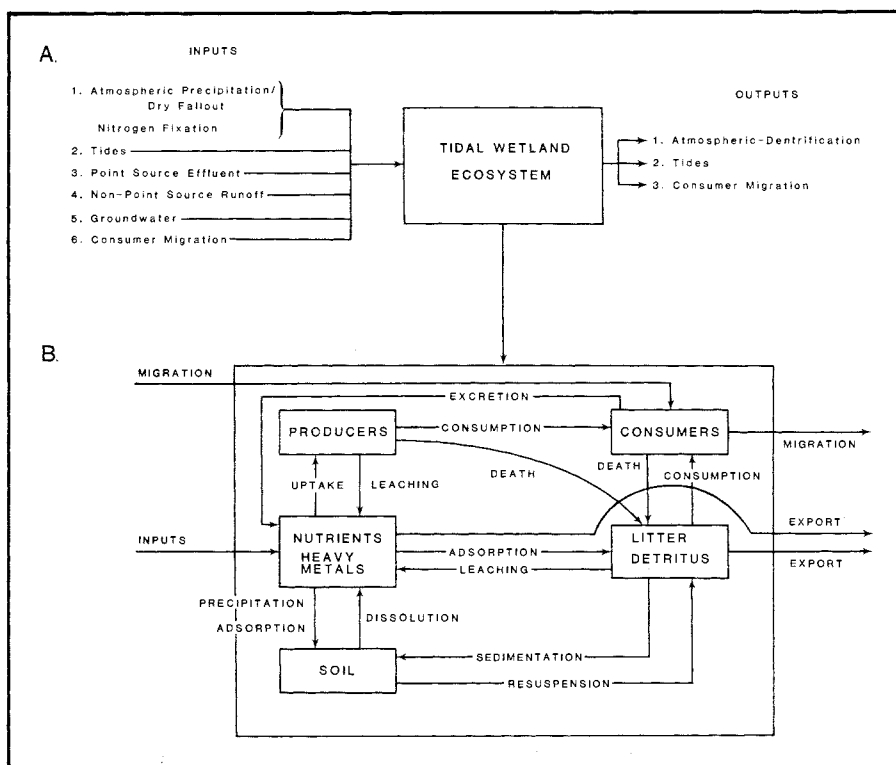 A.
INPUTS
1. Atmospheric Precipitation/
Dry Fallout
Nitrogen Fixation
2. Tides
3. Point Source Effluent
4. Non-Point Source Runoff
5. Groundwater
6. Consumer Migration
TIDAL WETLAND
ECOSYSTEM
OUTPUTS
1. Atmospheric-Dentrification
2. Tides
3. Consumer Migration
B.
MIGRATION
EXCRETION
PRODUCERS
CONSUMPTION
CONSUMERS
MIGRATION
UPTAKE
LEACHING
DEATH
DEATH
CONSUMPTION
INPUTS
NUTRIENTS
HEAVY
METALS
ADSORPTION
LEACHING
LITTER
DETRITUS
EXPORT
EXPORT
PRECIPITATION
ADSORPTION
DISSOLUTION
SOIL
SEDIMENTATION
RESUSPENSION